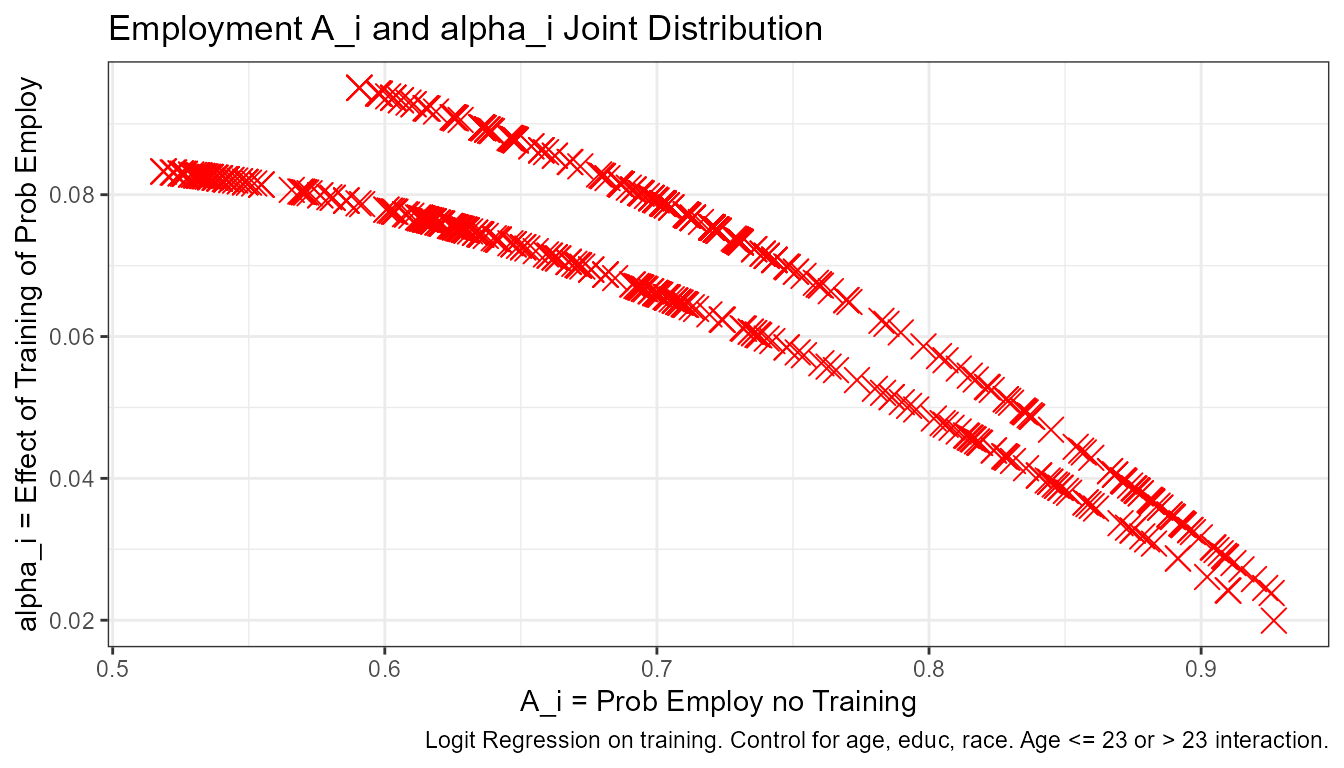 Employment A_i and alpha_i Joint Distribution
alpha_i = Effect of Training of Prob Employ
0.08
0.06
0.04
0.02
0.5 0.6 0.7 0.8 0.9
A_i = Prob Employ no Training
Logit Regression on training. Control for age, educ, race. Age <= 23 or > 23 interaction.